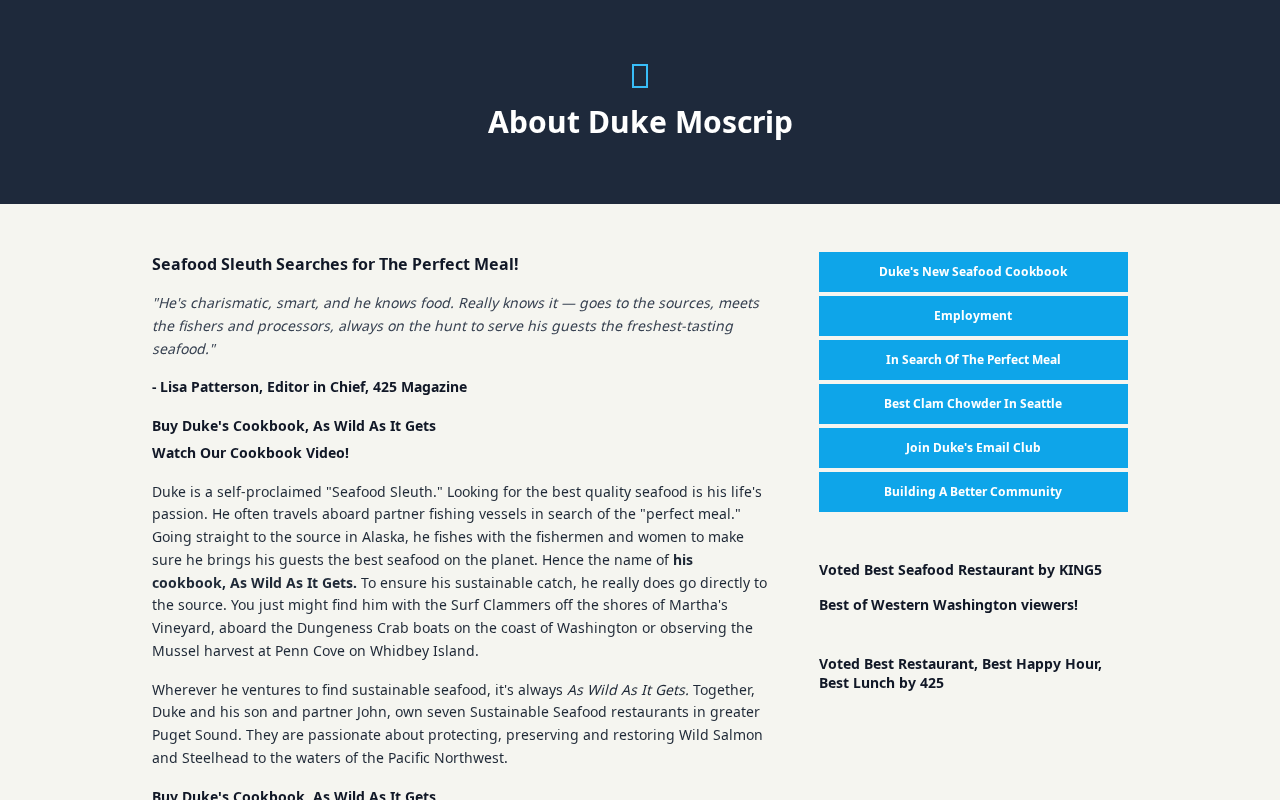 About Duke Moscrip
Seafood Sleuth Searches for The Perfect Meal!
"He's charismatic, smart, and he knows food. Really knows it — goes to the sources, meets
the fishers and processors, always on the hunt to serve his guests the freshest-tasting
seafood."
- Lisa Patterson, Editor in Chief, 425 Magazine
Buy Duke's Cookbook, As Wild As It Gets
Watch Our Cookbook Video!
Duke is a self-proclaimed "Seafood Sleuth." Looking for the best quality seafood is his life's
passion. He often travels aboard partner fishing vessels in search of the "perfect meal."
Going straight to the source in Alaska, he fishes with the fishermen and women to make
sure he brings his guests the best seafood on the planet. Hence the name of his
cookbook, As Wild As It Gets. To ensure his sustainable catch, he really does go directly to
the source. You just might find him with the Surf Clammers off the shores of Martha's
Vineyard, aboard the Dungeness Crab boats on the coast of Washington or observing the
Mussel harvest at Penn Cove on Whidbey Island.
Wherever he ventures to find sustainable seafood, it's always As Wild As It Gets. Together,
Duke and his son and partner John, own seven Sustainable Seafood restaurants in greater
Puget Sound. They are passionate about protecting, preserving and restoring Wild Salmon
and Steelhead to the waters of the Pacific Northwest.
Buy Duke's Cookbook, As Wild As It Gets
Duke's New Seafood Cookbook
Employment
In Search Of The Perfect Meal
Best Clam Chowder In Seattle
Join Duke's Email Club
Building A Better Community
Voted Best Seafood Restaurant by KING5
Best of Western Washington viewers!
Voted Best Restaurant, Best Happy Hour,
Best Lunch by 425